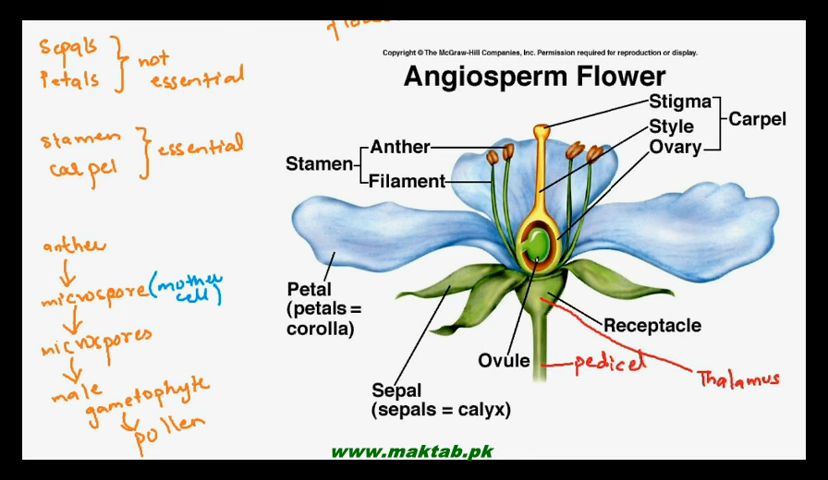 Sepals
Petals
not
essential
stamen
carpel
essential
anther
microspore (mother
cell)
microspores
male
gametophyte
pollen
Copyright © The McGraw-Hill Companies, Inc. Permission required for reproduction or display.
Angiosperm Flower
Stigma
Style
Ovary
Carpel
Anther
Stamen
Filament
Petal
(petals =
corolla)
Receptacle
Ovule
pedicel
Thalamus
Sepal
(sepals = calyx)
www.maktab.pk